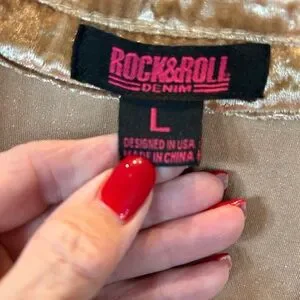 ROCK&ROLL
DENIM
L
DESIGNED IN USA
MADE IN CHINA